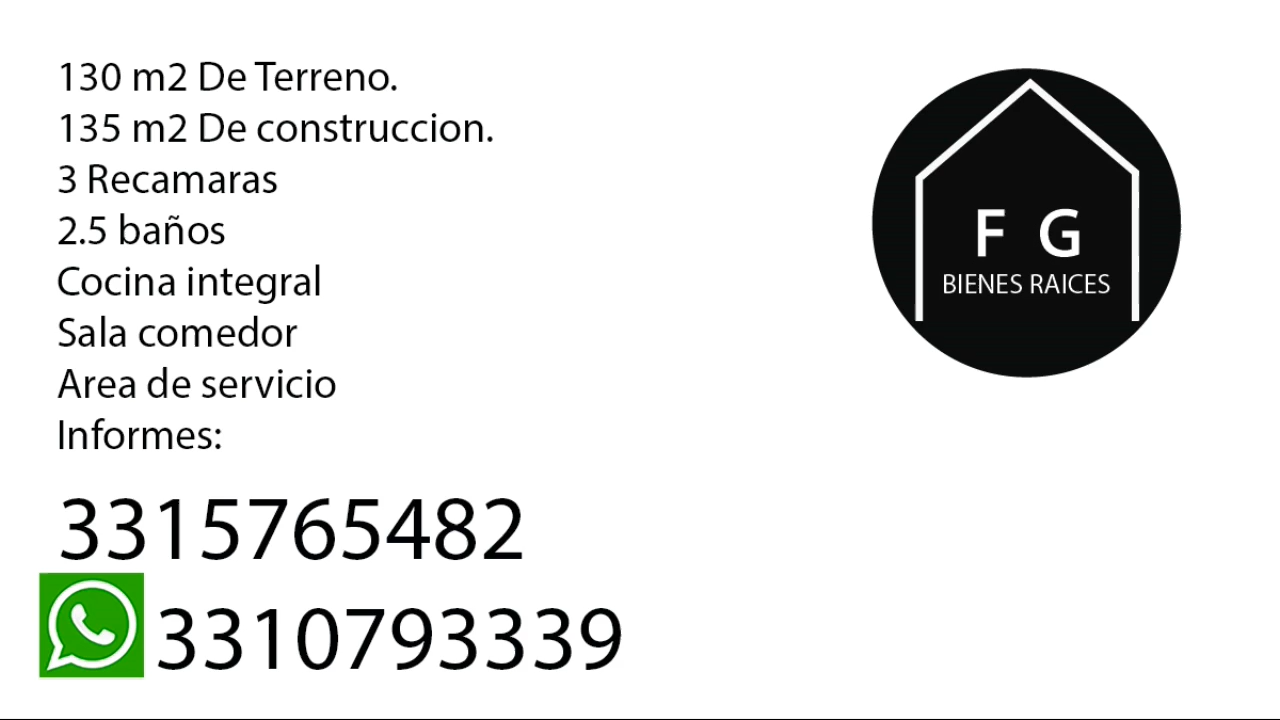 130 m2 De Terreno.
135 m2 De construccion.
3 Recamaras
2.5 baños
Cocina integral
Sala comedor
Area de servicio
Informes:
3315765482
3310793339
F G
BIENES RAICES